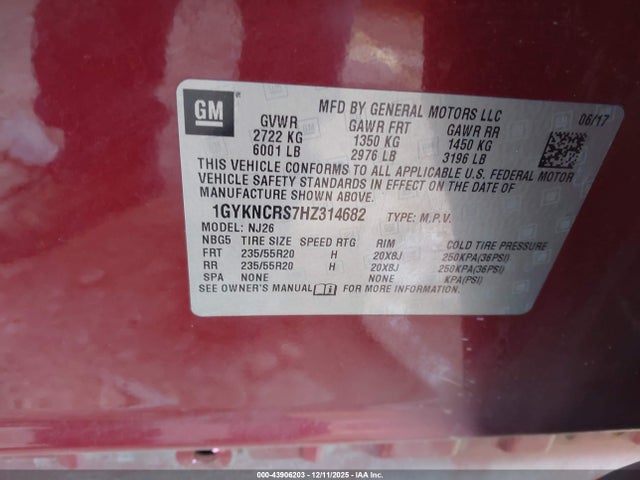 GM
MFD BY GENERAL MOTORS LLC
06/17
GVWR GAWR FRT GAWR RR
2722 KG 1350 KG 1450 KG
6001 LB 2976 LB 3196 LB
THIS VEHICLE CONFORMS TO ALL APPLICABLE U.S. FEDERAL MOTOR
VEHICLE SAFETY STANDARDS IN EFFECT ON THE DATE OF
MANUFACTURE SHOWN ABOVE.
1GYKNCRS7HZ314682 TYPE: M.P.V.
MODEL: NJ26
NBG5 TIRE SIZE SPEED RTG RIM COLD TIRE PRESSURE
FRT 235/55R20 H 20X8J 250KPA(36PSI)
RR 235/55R20 H 20X8J 250KPA(36PSI)
SPA NONE NONE KPA(PSI)
SEE OWNER'S MANUAL FOR MORE INFORMATION.
000-43906203 - 12/11/2025 - © IAA Inc.